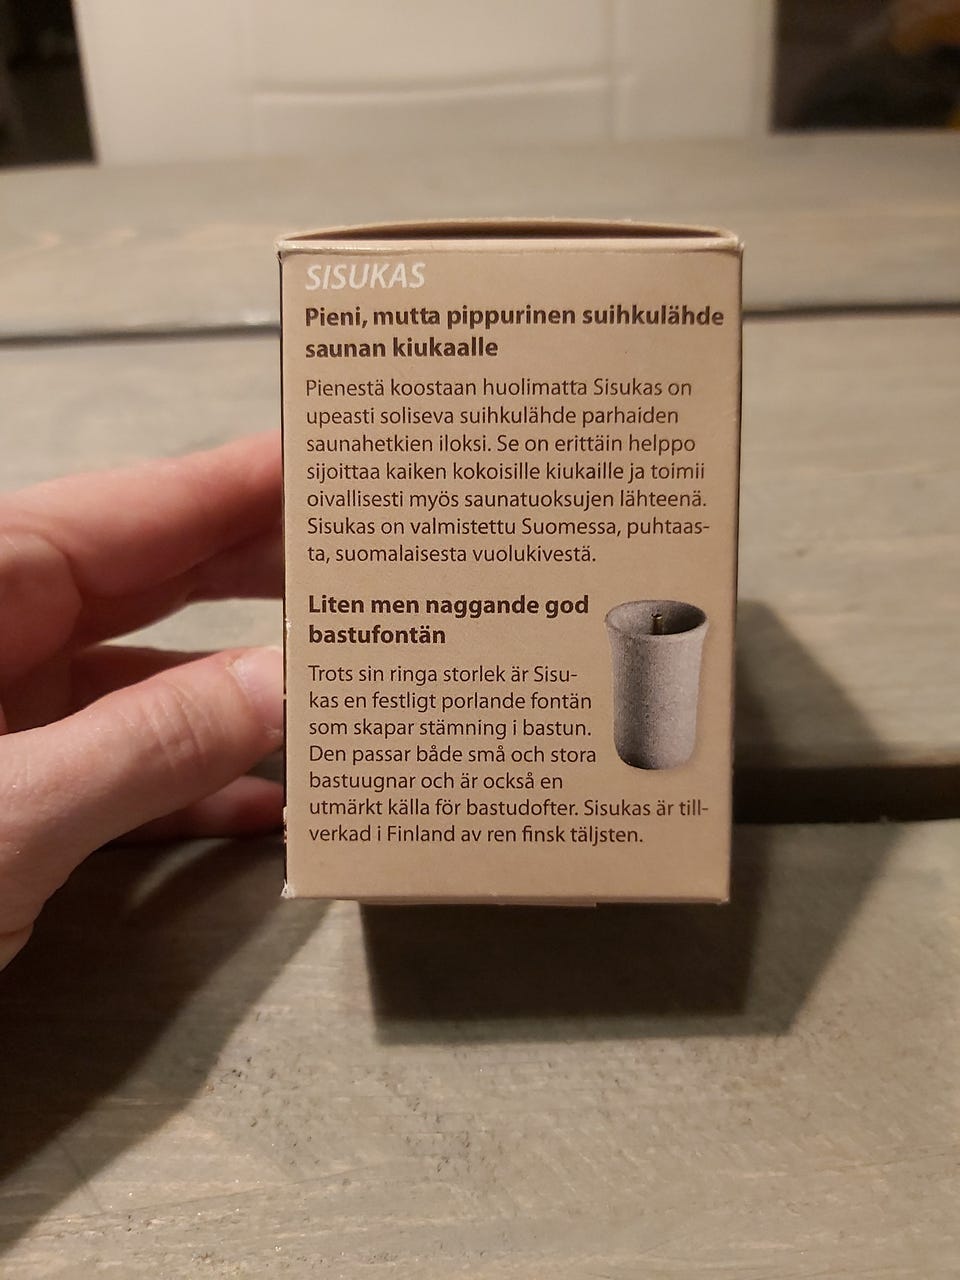 SISUKAS
Pieni, mutta pippurinen suihkulähde
saunan kiukaalle
Pienestä koostaan huolimatta Sisukas on
upeasti soliseva suihkulähde parhaiden
saunahetkien iloksi. Se on erittäin helppo
sijoittaa kaiken kokoisille kiukaille ja toimii
oivallisesti myös saunatuoksujen lähteenä.
Sisukas on valmistettu Suomessa, puhtaas-
ta, suomalaisesta vuolukivestä.
Liten men naggande god
bastufontän
Trots sin ringa storlek är Sisu-
kas en festligt porlande fontän
som skapar stämning i bastun.
Den passar både små och stora
bastuugnar och är också en
utmärkt källa för bastudofter. Sisukas är till-
verkad i Finland av ren finsk täljsten.